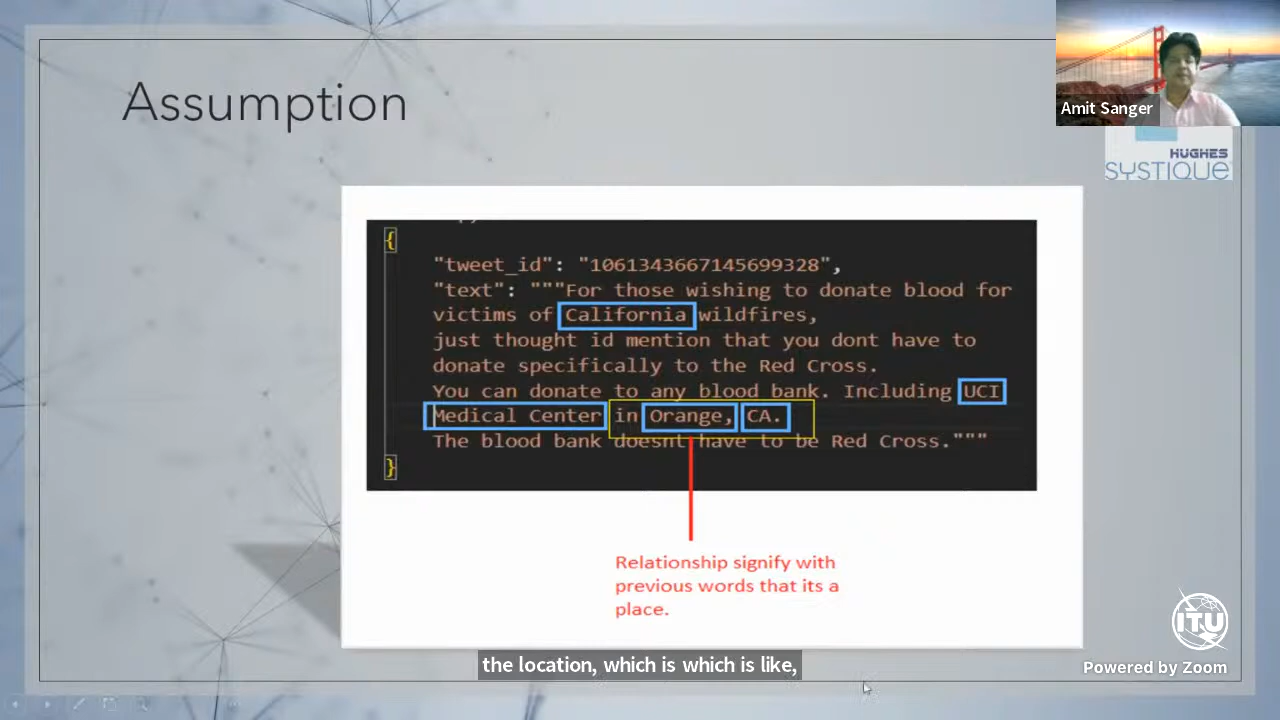 Assumption
Amit Sanger
HUGHES
SYSTIQUE
{
"tweet_id": "1061343667145699328",
"text": """For those wishing to donate blood for
victims of California wildfires,
just thought id mention that you dont have to
donate specifically to the Red Cross.
You can donate to any blood bank. Including UCI
Medical Center in Orange, CA.
The blood bank doesnt have to be Red Cross."""
}
Relationship signify with
previous words that its a
place.
the location, which is which is like,
ITU
Powered by Zoom